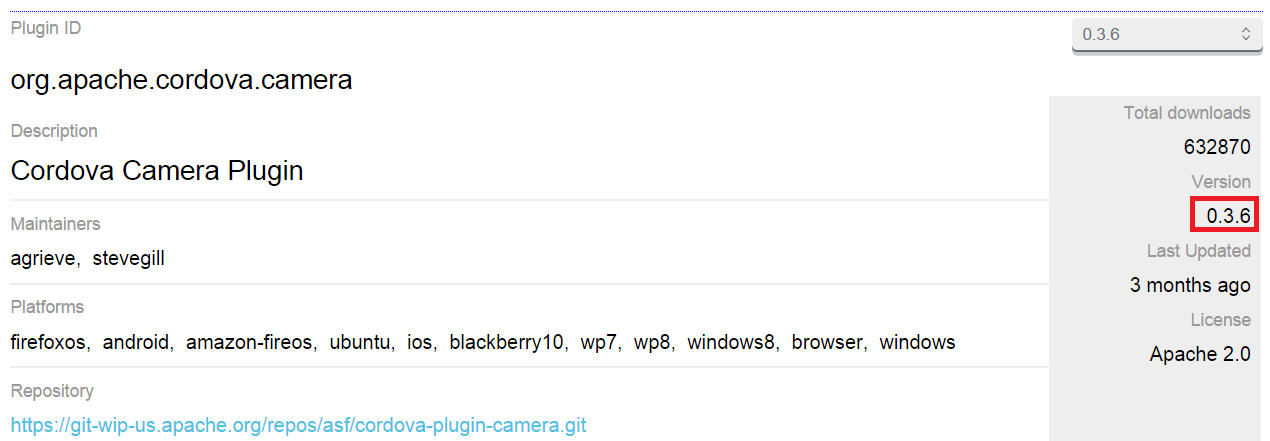 Plugin ID
0.3.6
org.apache.cordova.camera
Description
Cordova Camera Plugin
Maintainers
agrieve, stevegill
Platforms
firefoxos, android, amazon-fireos, ubuntu, ios, blackberry10, wp7, wp8, windows8, browser, windows
Repository
https://git-wip-us.apache.org/repos/asf/cordova-plugin-camera.git
Total downloads
632870
Version
0.3.6
Last Updated
3 months ago
License
Apache 2.0